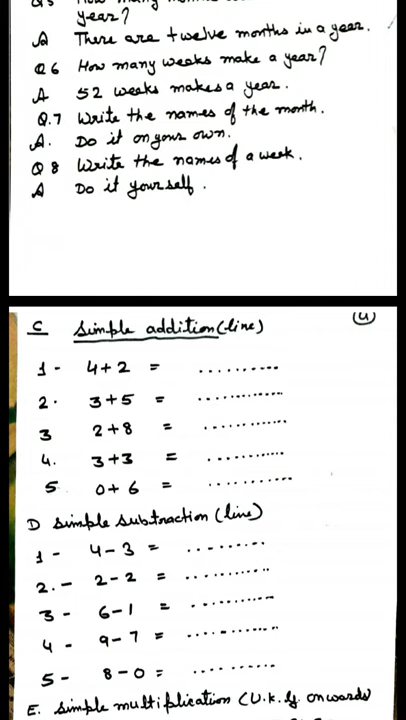 year?
A There are twelve months in a year.
Q 6 How many weeks make a year?
A 52 weeks makes a year.
Q.7 Write the names of the month.
A. Do it on your own.
Q 8 Write the names of a week.
A Do it yourself.
C Simple addition (line) (4)
1 - 4+2 = ..........
2. 3+5 = .............
3 2+8 = ............
4. 3+3 = ...........
5 0+6 = ............
D Simple subtraction (line)
1 - 4-3 = ..........
2. - 2-2 = ............
3 - 6-1 = ............
4 - 9-7 = .............
5 - 8-0 = ...........
E. Simple multiplication (U.K.G. onwards)